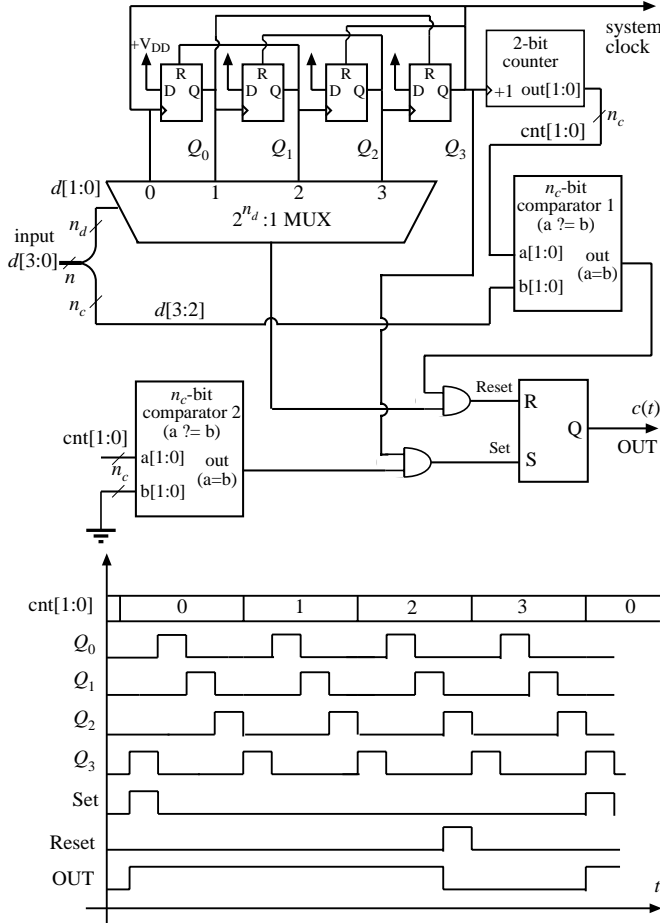 system
clock
+V_DD
R
D Q
R
D Q
R
D Q
R
D Q
2-bit
counter
+1 out[1:0]
n_c
cnt[1:0]
Q_0
Q_1
Q_2
Q_3
d[1:0]
0 1 2 3
2^{n_d}:1 MUX
n_d
input
d[3:0]
n
n_c
d[3:2]
n_c-bit
comparator 1
(a ?= b)
a[1:0]
out
(a=b)
b[1:0]
n_c-bit
comparator 2
(a ?= b)
cnt[1:0]
n_c
a[1:0]
out
(a=b)
b[1:0]
Reset
Set
R
Q
S
c(t)
OUT
cnt[1:0] 0 1 2 3 0
Q_0
Q_1
Q_2
Q_3
Set
Reset
OUT
t